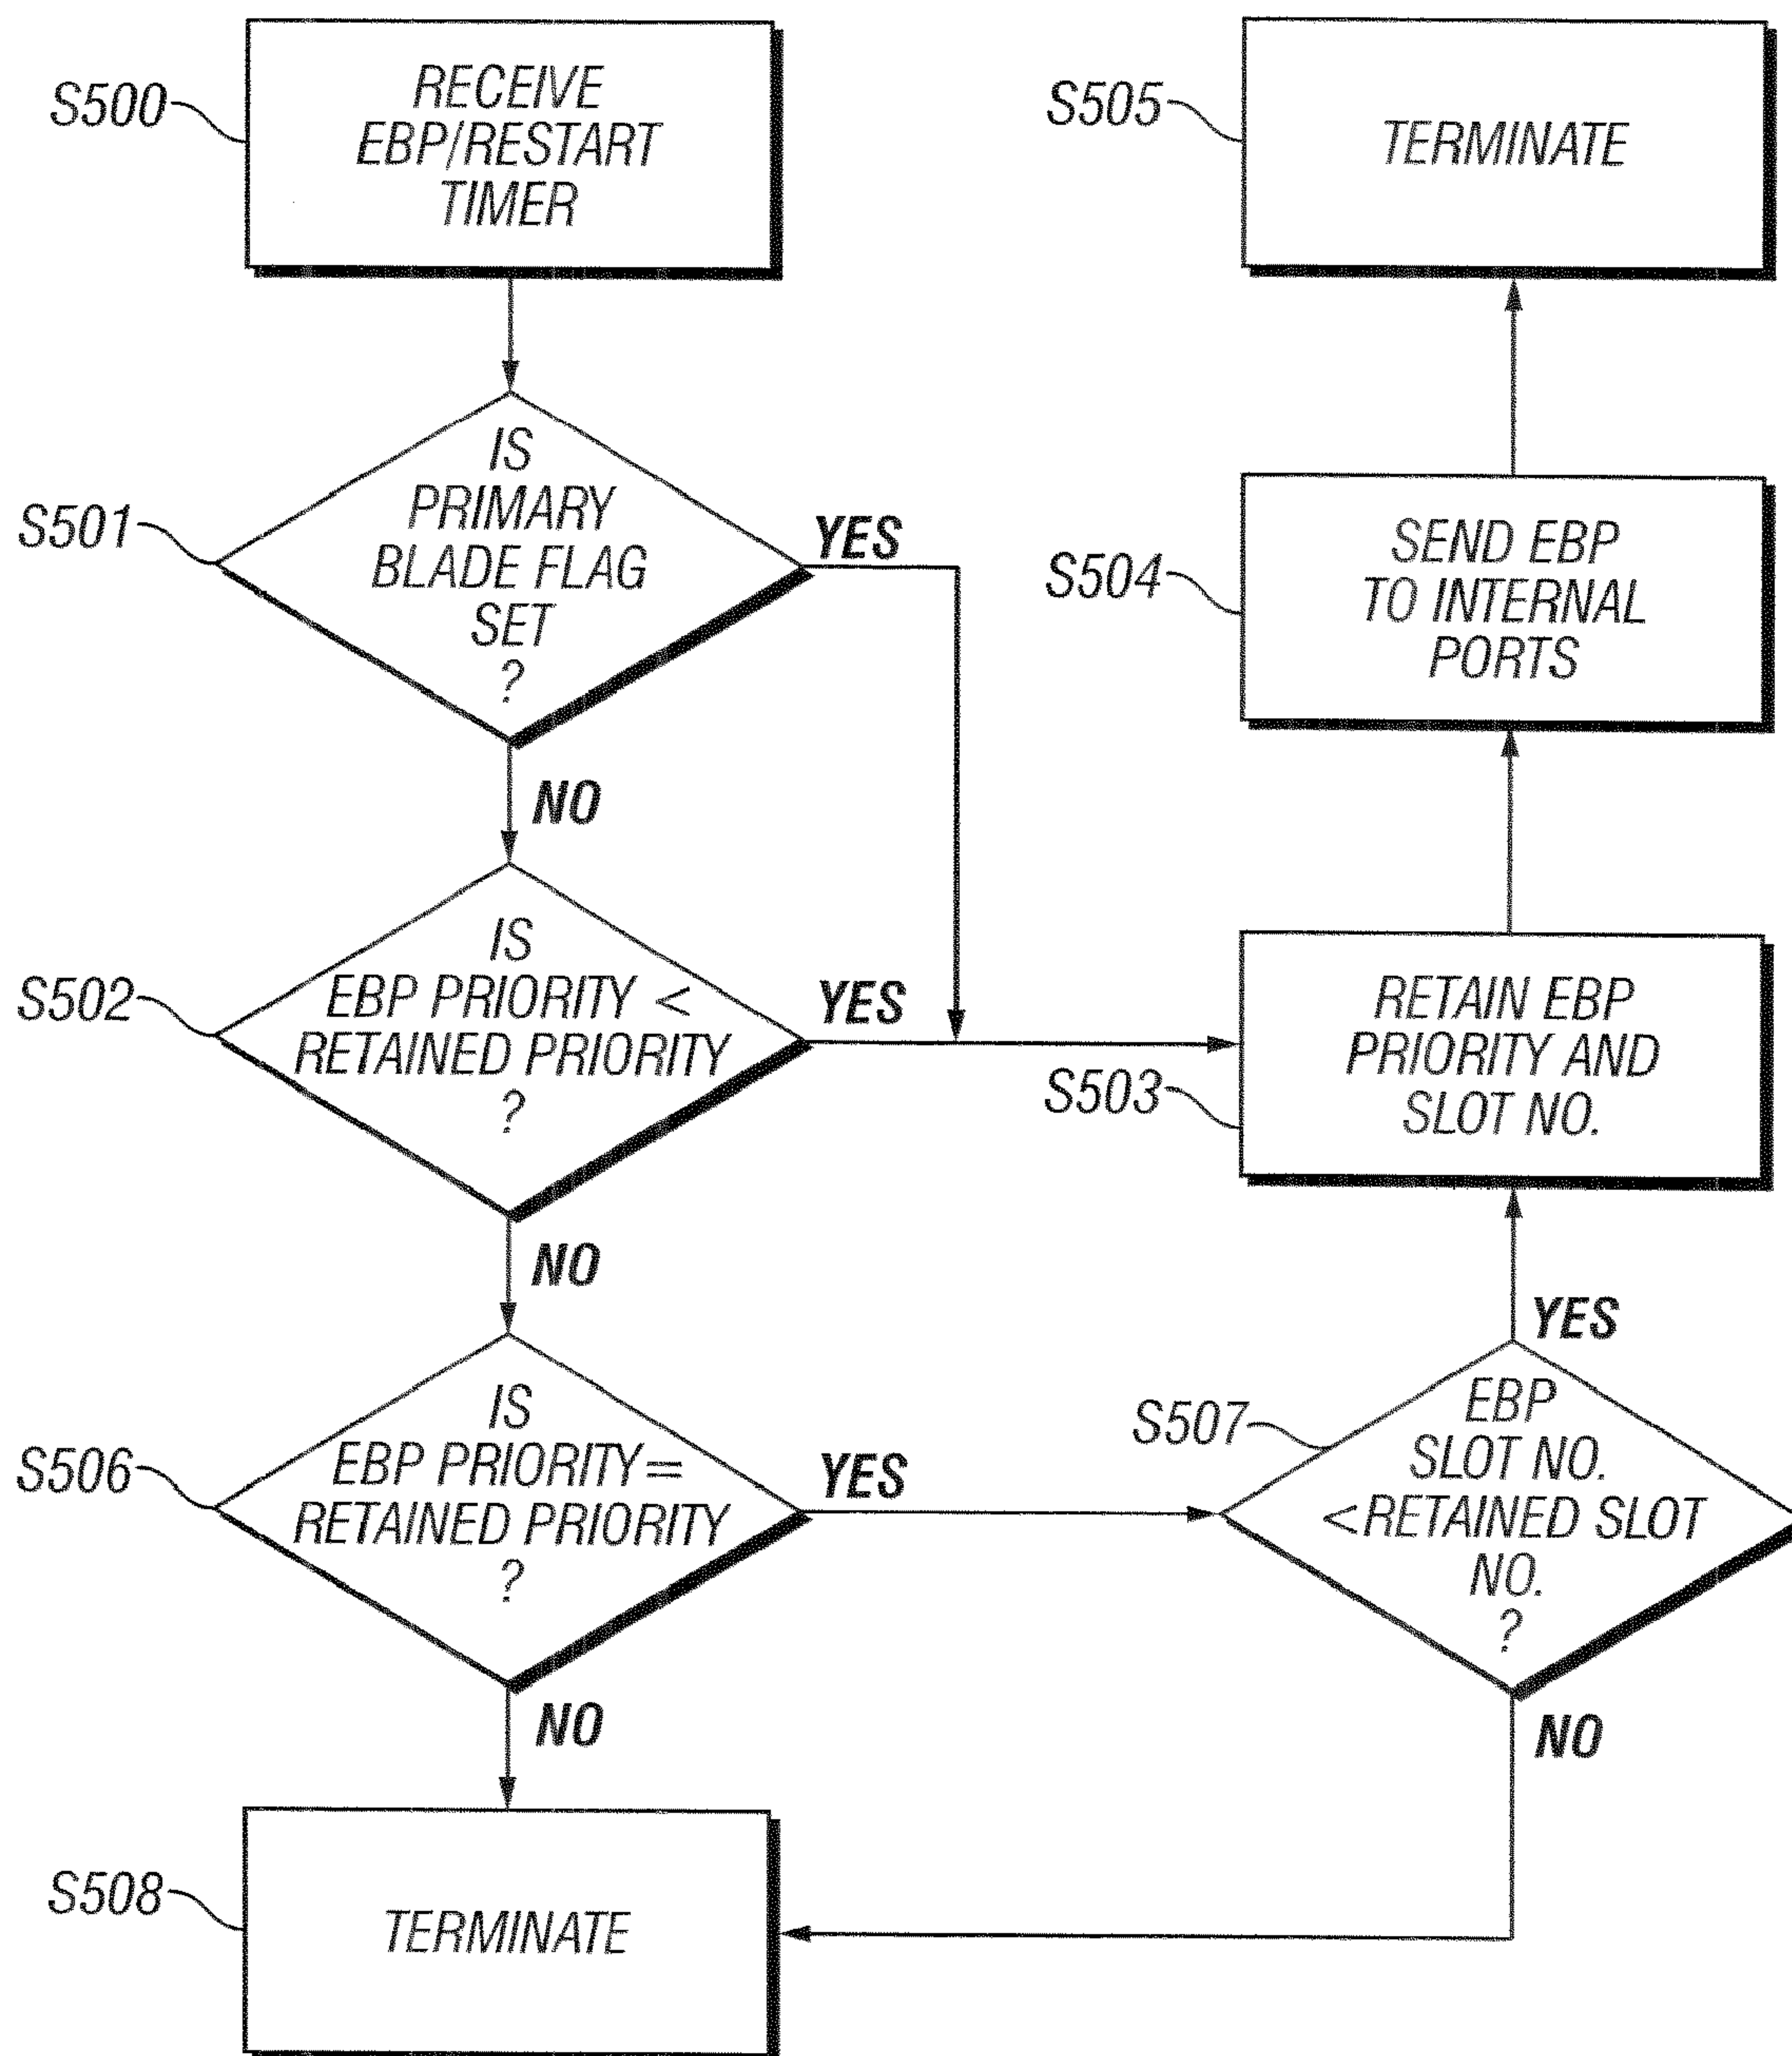 S500
RECEIVE
EBP/RESTART
TIMER
S501
IS
PRIMARY
BLADE FLAG
SET
?
YES
NO
S502
IS
EBP PRIORITY <
RETAINED PRIORITY
?
YES
NO
S506
IS
EBP PRIORITY=
RETAINED PRIORITY
?
YES
NO
S508
TERMINATE
S505
TERMINATE
S504
SEND EBP
TO INTERNAL
PORTS
S503
RETAIN EBP
PRIORITY AND
SLOT NO.
YES
S507
EBP
SLOT NO.
<RETAINED SLOT
NO.
?
NO